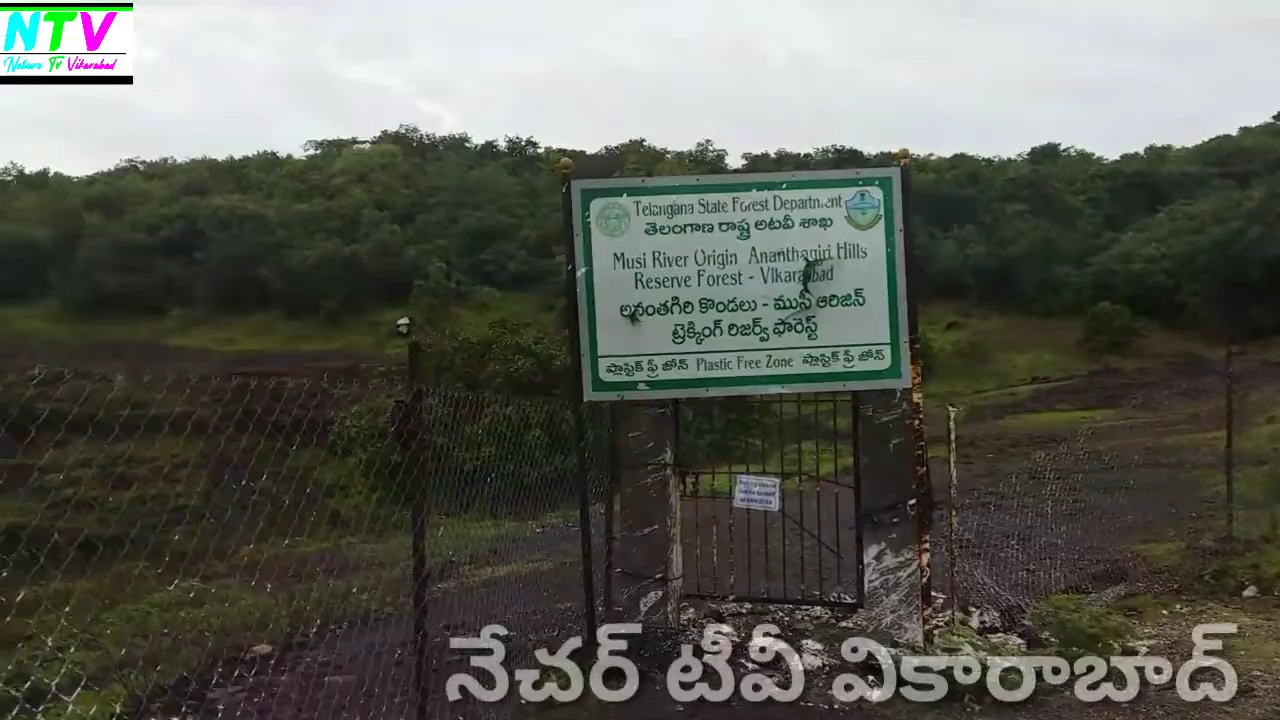 NTV
Nature Tv Vikarabad
Telangana State Forest Department
తెలంగాణ రాష్ట్ర అటవీ శాఖ
Musi River Origin Ananthagiri Hills
Reserve Forest - Vikarabad
అనంతగిరి కొండలు - ముసీ ఆరిజిన్
ట్రెక్కింగ్ రిజర్వ్ ఫారెస్ట్
ప్లాస్టిక్ ఫ్రీ జోన్ Plastic Free Zone ప్లాస్టిక్ ఫ్రీ జోన్
నేచర్ టీవీ వికారాబాద్